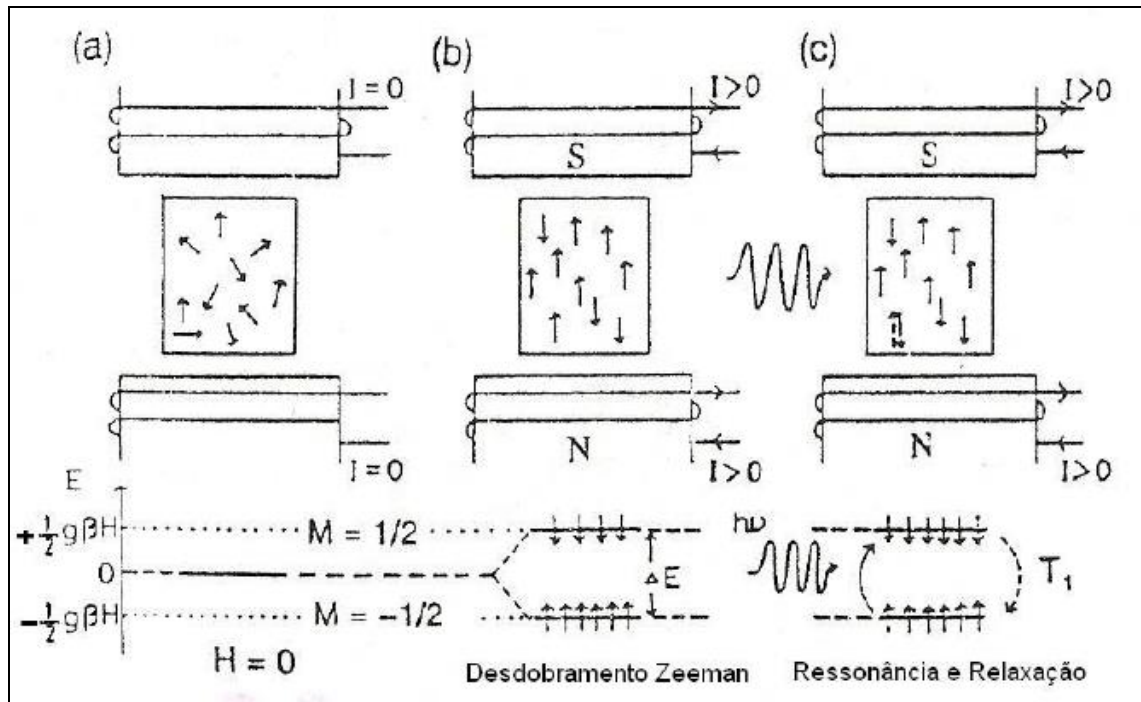 (a) (b) (c)
I = 0 I>0 I>0
S S
N N
I=0 I>0 I>0
E
+½gβH M = 1/2 hν
0 ΔE T₁
-½gβH M = -1/2
H = 0 Desdobramento Zeeman Ressonância e Relaxação